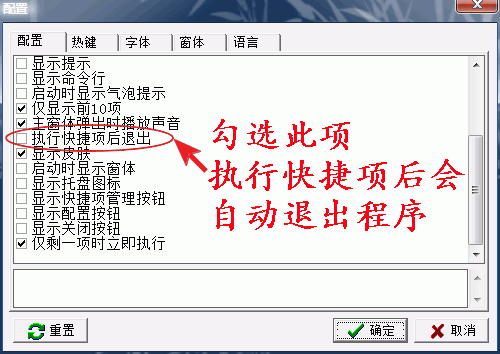 配置
配置
热键
字体
窗体
语言
显示提示
显示命令行
启动时显示气泡提示
仅显示前10项
主窗体弹出时播放声音
执行快捷项后退出
显示皮肤
启动时显示窗体
显示托盘图标
显示快捷项管理按钮
显示配置按钮
显示关闭按钮
仅剩一项时立即执行
勾选此项
执行快捷项后会
自动退出程序
重置
确定
取消